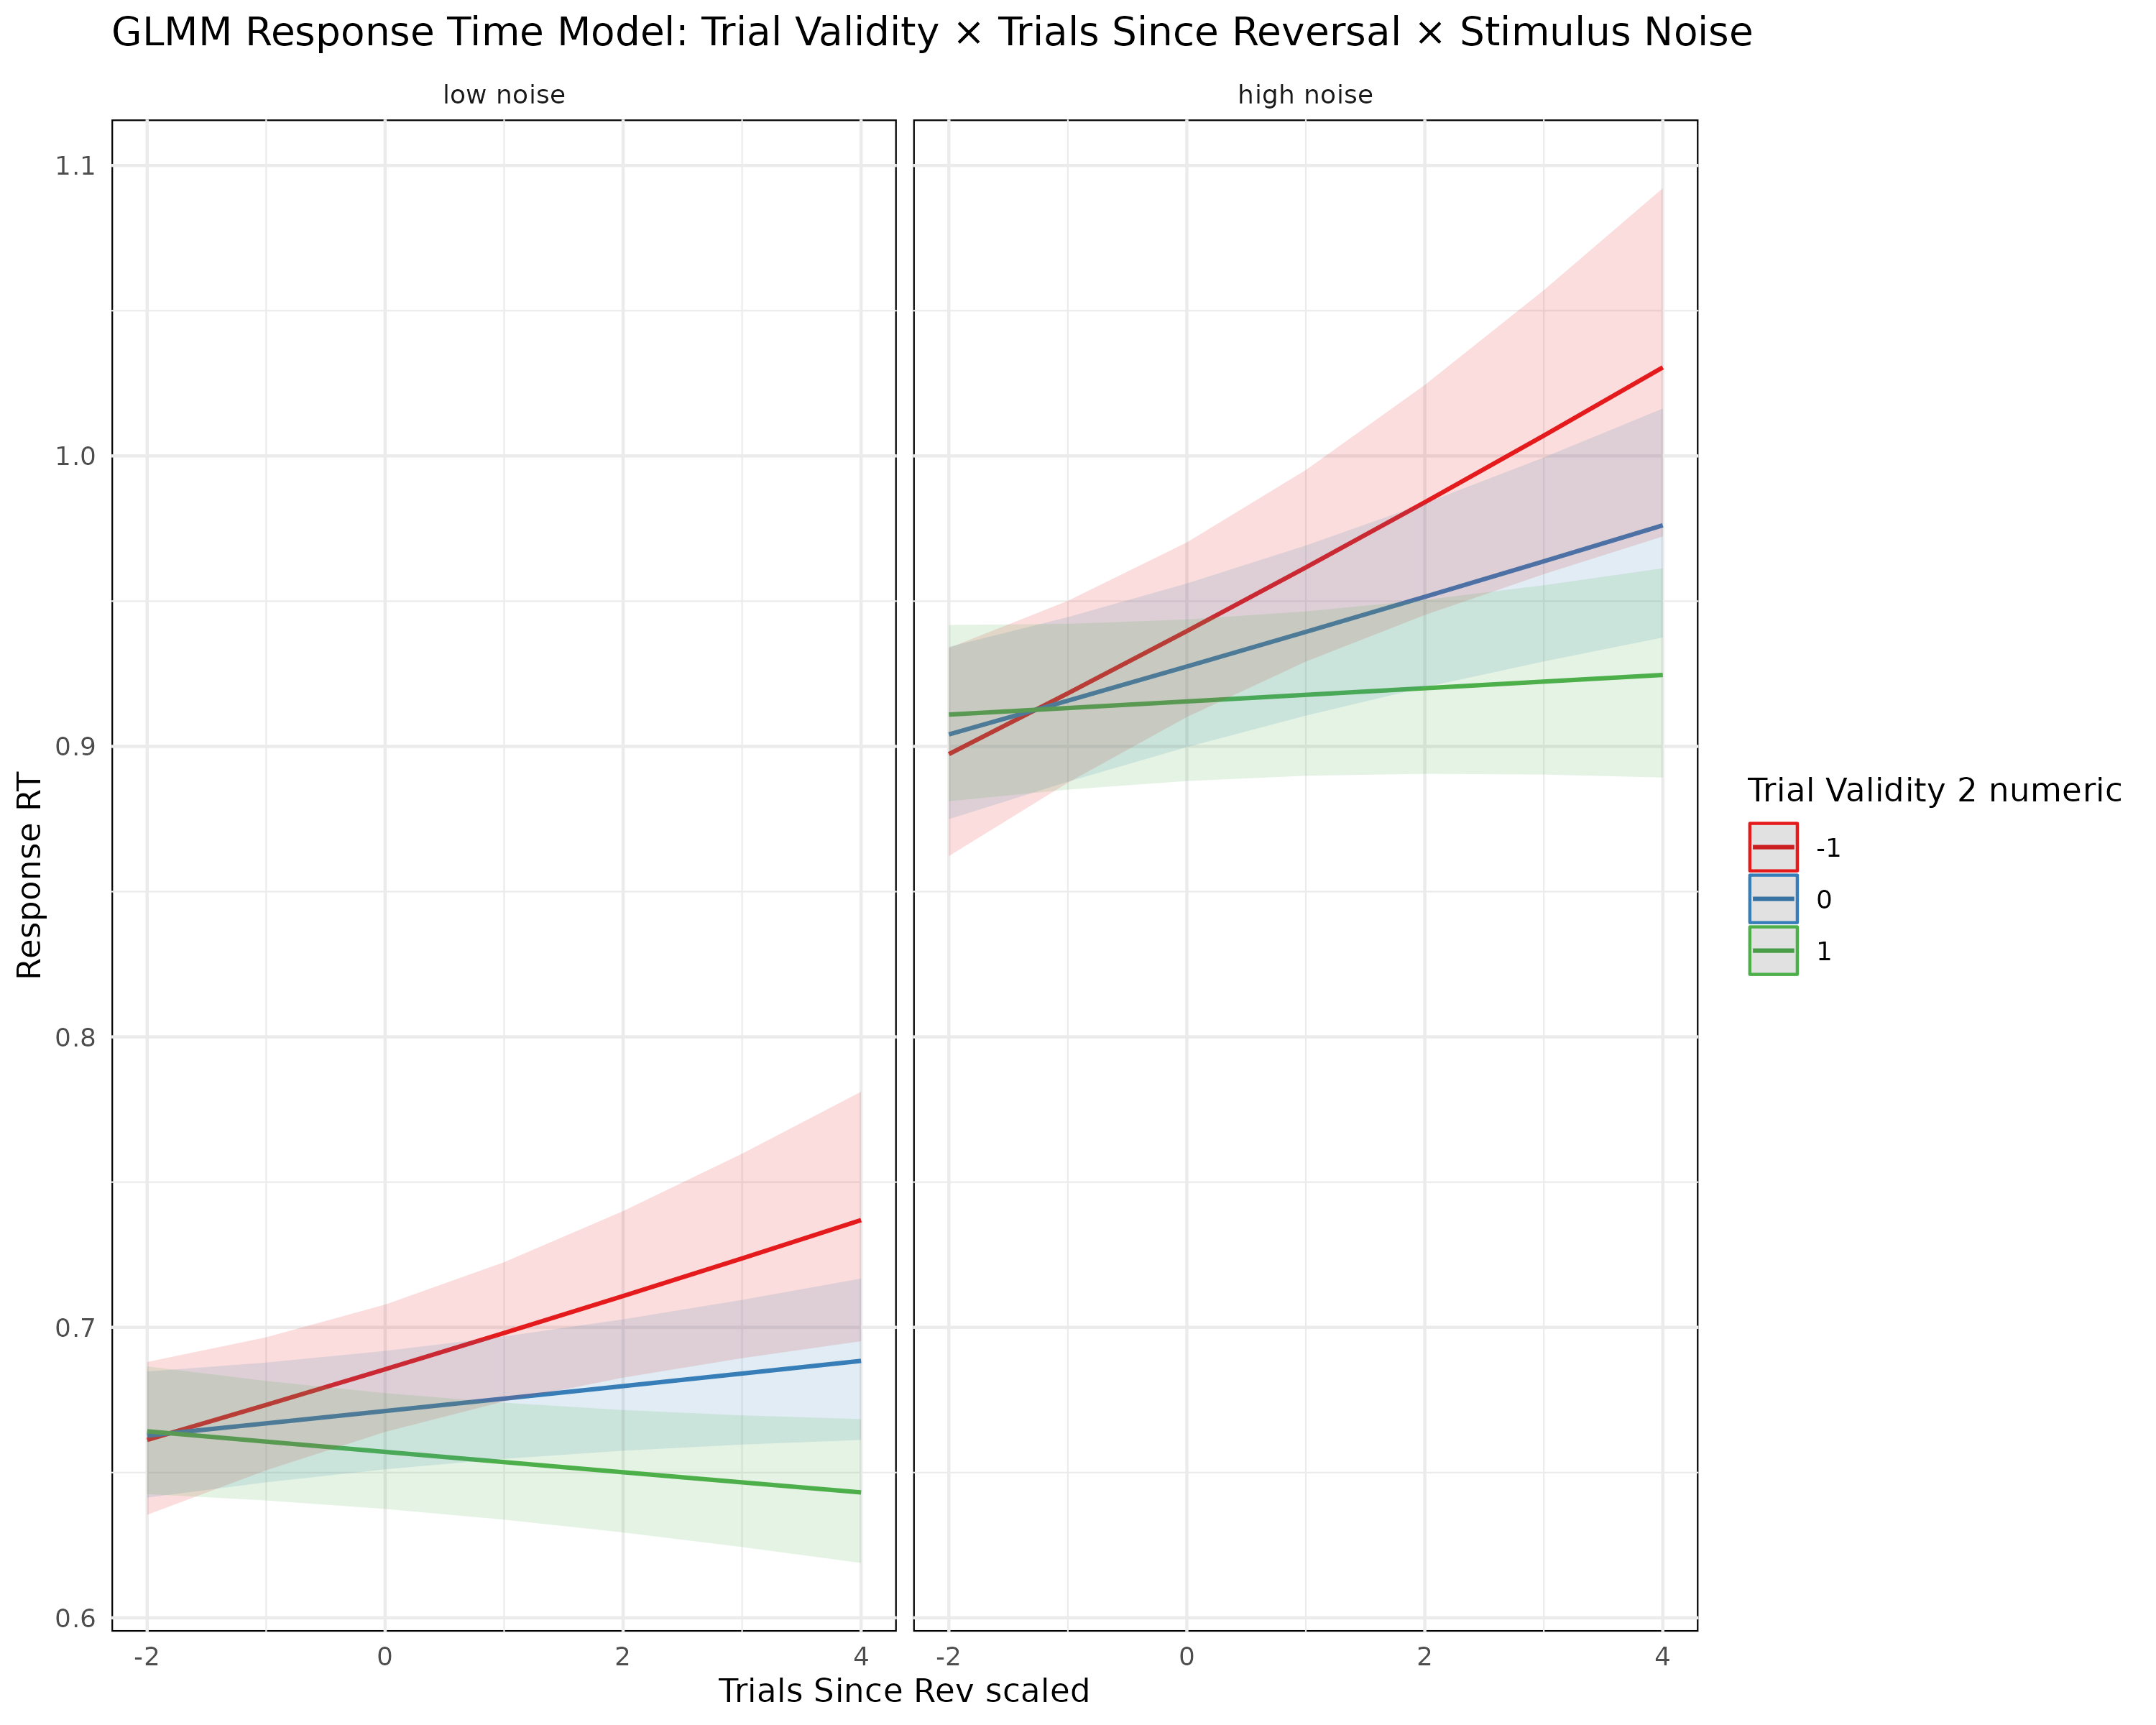 GLMM Response Time Model: Trial Validity × Trials Since Reversal × Stimulus Noise
low noise
high noise
1.1
1.0
0.9
0.8
0.7
0.6
Response RT
-2
0
2
4
-2
0
2
4
Trials Since Rev scaled
Trial Validity 2 numeric
-1
0
1